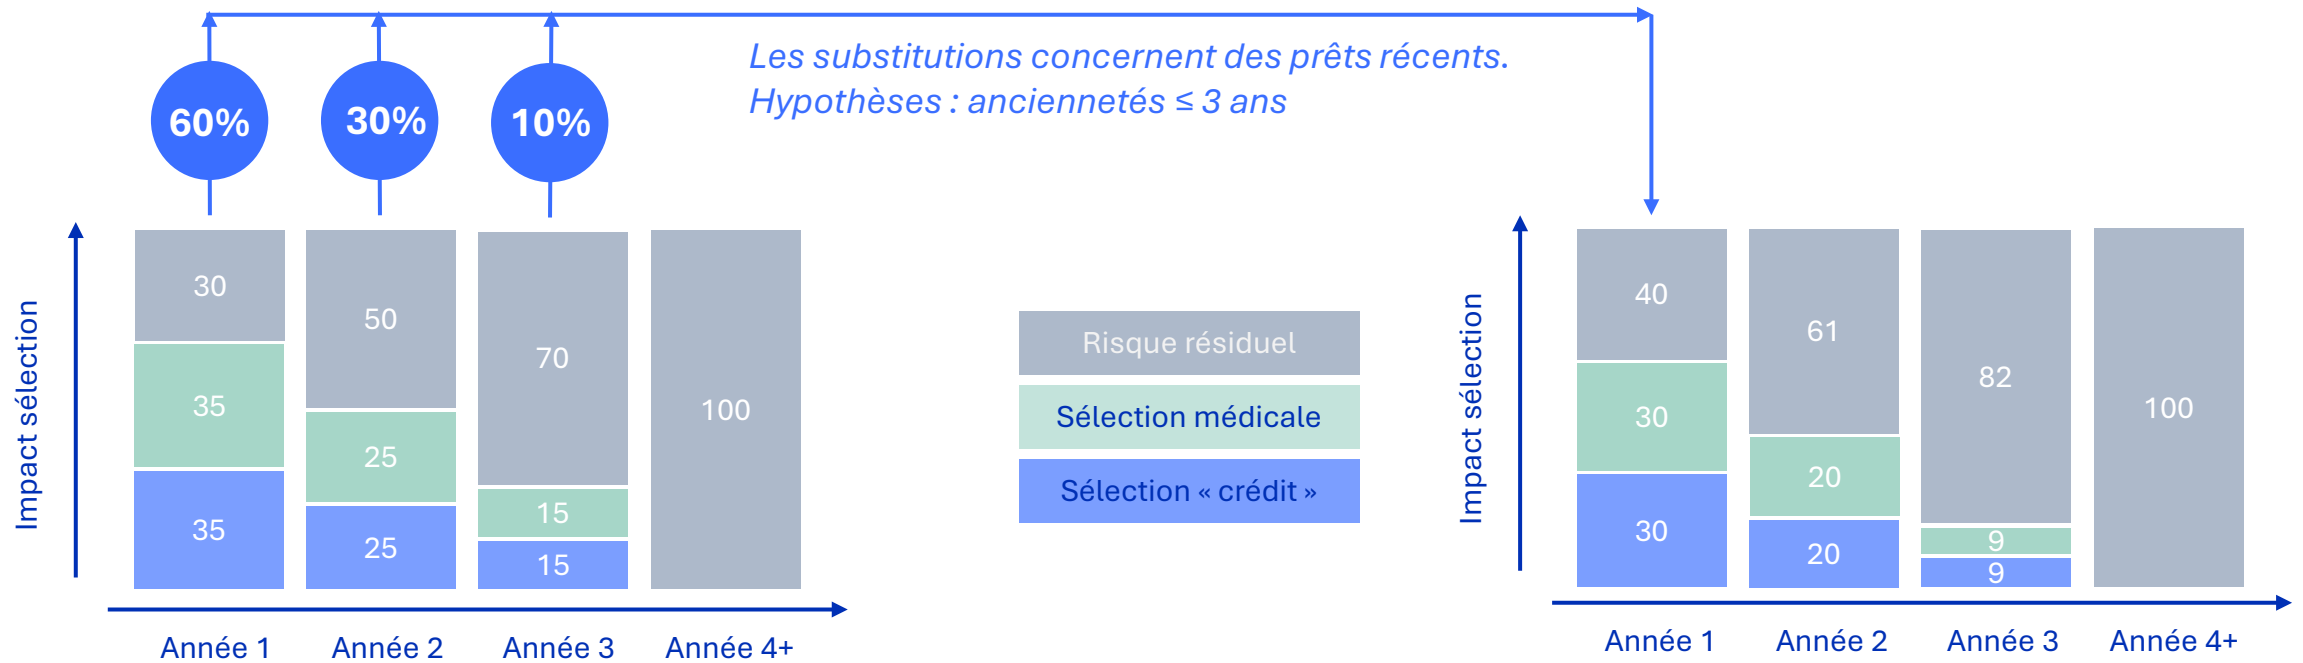 Les substitutions concernent des prêts récents.
Hypothèses : anciennetés ≤ 3 ans
60%
30%
10%
Impact sélection
30
35
35
50
25
25
70
15
15
100
Année 1
Année 2
Année 3
Année 4+
Risque résiduel
Sélection médicale
Sélection « crédit »
Impact sélection
40
30
30
61
20
20
82
9
9
100
Année 1
Année 2
Année 3
Année 4+